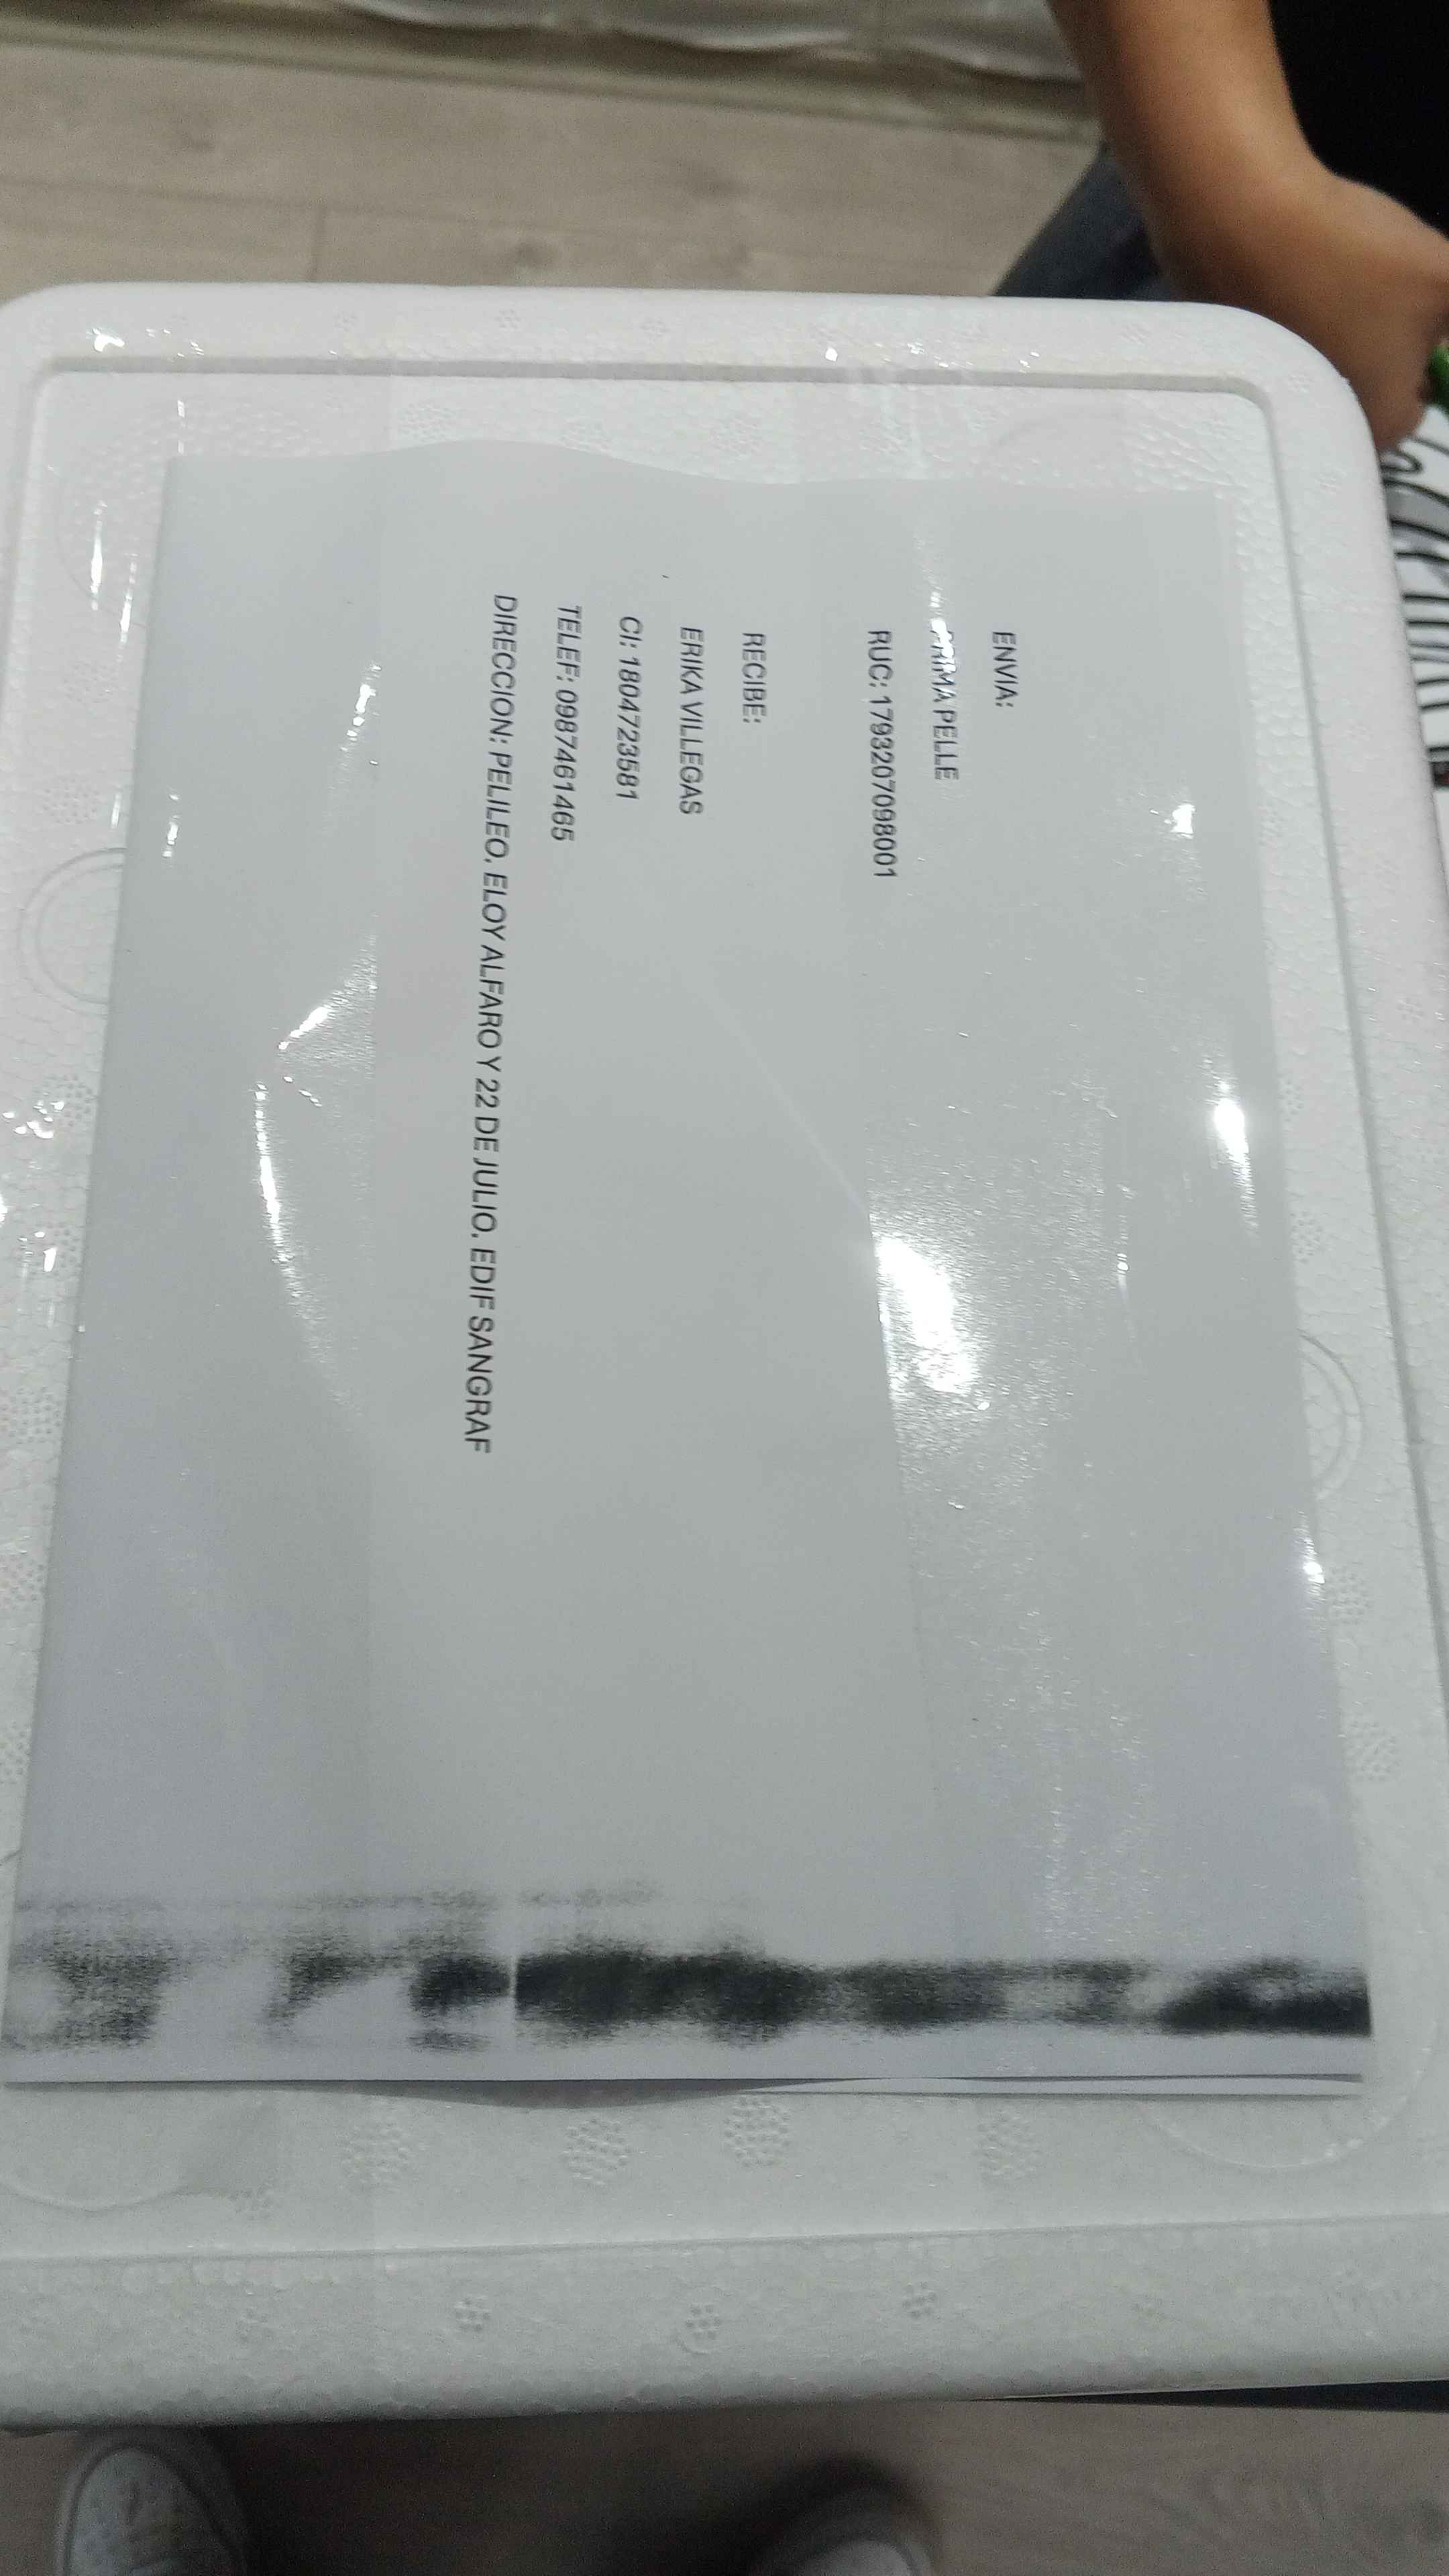 ENVIA:
PRIMA PELLE
RUC: 1793207098001
RECIBE:
ERIKA VILLEGAS
CI: 1804723581
TELEF: 0987461465
DIRECCION: PELILEO. ELOY ALFARO Y 22 DE JULIO. EDIF SANGRAF